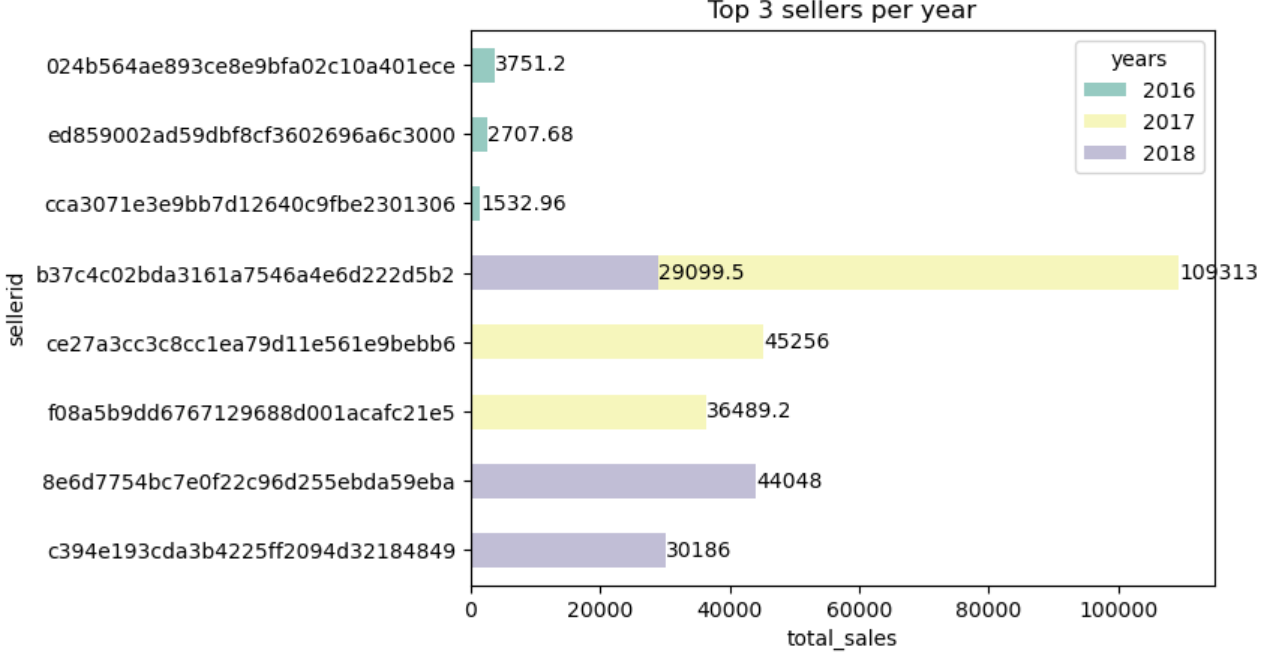 Top 3 sellers per year
years
2016
2017
2018
sellerid
024b564ae893ce8e9bfa02c10a401ece 3751.2
ed859002ad59dbf8cf3602696a6c3000 2707.68
cca3071e3e9bb7d12640c9fbe2301306 1532.96
b37c4c02bda3161a7546a4e6d222d5b2 29099.5 109313
ce27a3cc3c8cc1ea79d11e561e9bebb6 45256
f08a5b9dd6767129688d001acafc21e5 36489.2
8e6d7754bc7e0f22c96d255ebda59eba 44048
c394e193cda3b4225ff2094d32184849 30186
0 20000 40000 60000 80000 100000
total_sales